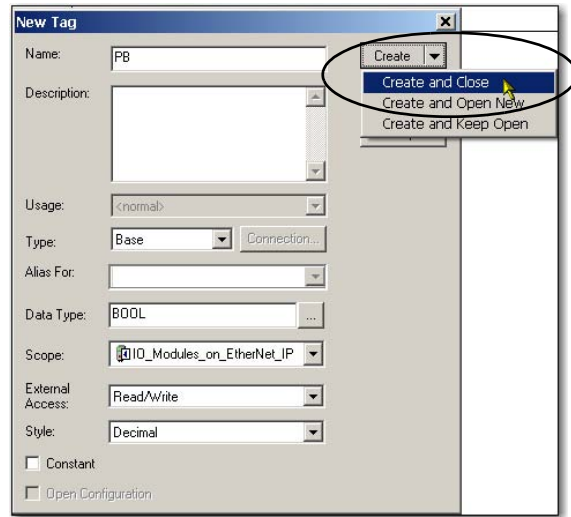 New Tag
Name:
PB
Create
Create and Close
Create and Open New
Create and Keep Open
Description:
Usage:
<normal>
Type:
Base
Connection...
Alias For:
Data Type:
BOOL
...
Scope:
IO_Modules_on_EtherNet_IP
External
Access:
Read/Write
Style:
Decimal
Constant
Open Configuration